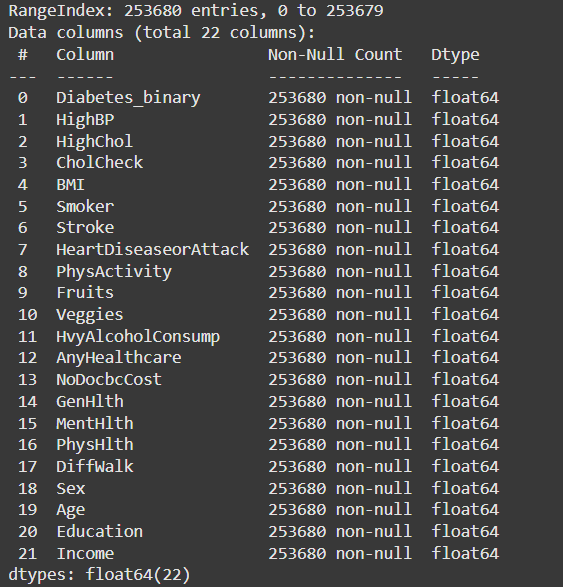 RangeIndex: 253680 entries, 0 to 253679
Data columns (total 22 columns):
 #   Column                Non-Null Count   Dtype
---  ------                --------------   -----
 0   Diabetes_binary       253680 non-null  float64
 1   HighBP                253680 non-null  float64
 2   HighChol              253680 non-null  float64
 3   CholCheck             253680 non-null  float64
 4   BMI                   253680 non-null  float64
 5   Smoker                253680 non-null  float64
 6   Stroke                253680 non-null  float64
 7   HeartDiseaseorAttack  253680 non-null  float64
 8   PhysActivity          253680 non-null  float64
 9   Fruits                253680 non-null  float64
 10  Veggies               253680 non-null  float64
 11  HvyAlcoholConsump     253680 non-null  float64
 12  AnyHealthcare         253680 non-null  float64
 13  NoDocbcCost           253680 non-null  float64
 14  GenHlth               253680 non-null  float64
 15  MentHlth              253680 non-null  float64
 16  PhysHlth              253680 non-null  float64
 17  DiffWalk              253680 non-null  float64
 18  Sex                   253680 non-null  float64
 19  Age                   253680 non-null  float64
 20  Education             253680 non-null  float64
 21  Income                253680 non-null  float64
dtypes: float64(22)